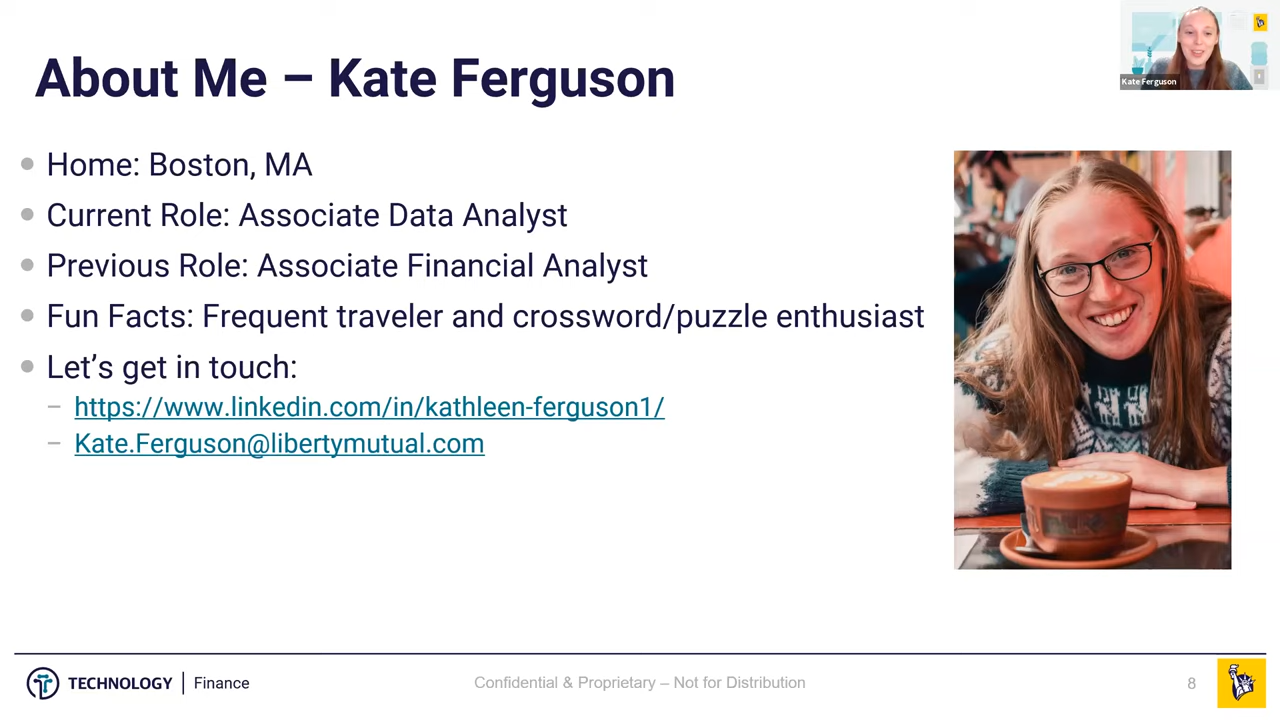 About Me – Kate Ferguson
Kate Ferguson
Home: Boston, MA
Current Role: Associate Data Analyst
Previous Role: Associate Financial Analyst
Fun Facts: Frequent traveler and crossword/puzzle enthusiast
Let’s get in touch:
– https://www.linkedin.com/in/kathleen-ferguson1/
– Kate.Ferguson@libertymutual.com
TECHNOLOGY | Finance
Confidential & Proprietary – Not for Distribution
8